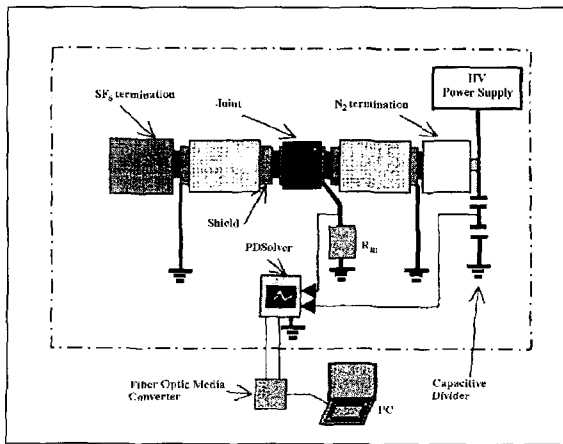 HV
Power Supply
SF6 termination
Joint
N2 termination
Shield
PDSolver
Rm
Fiber Optic Media
Converter
PC
Capacitive
Divider